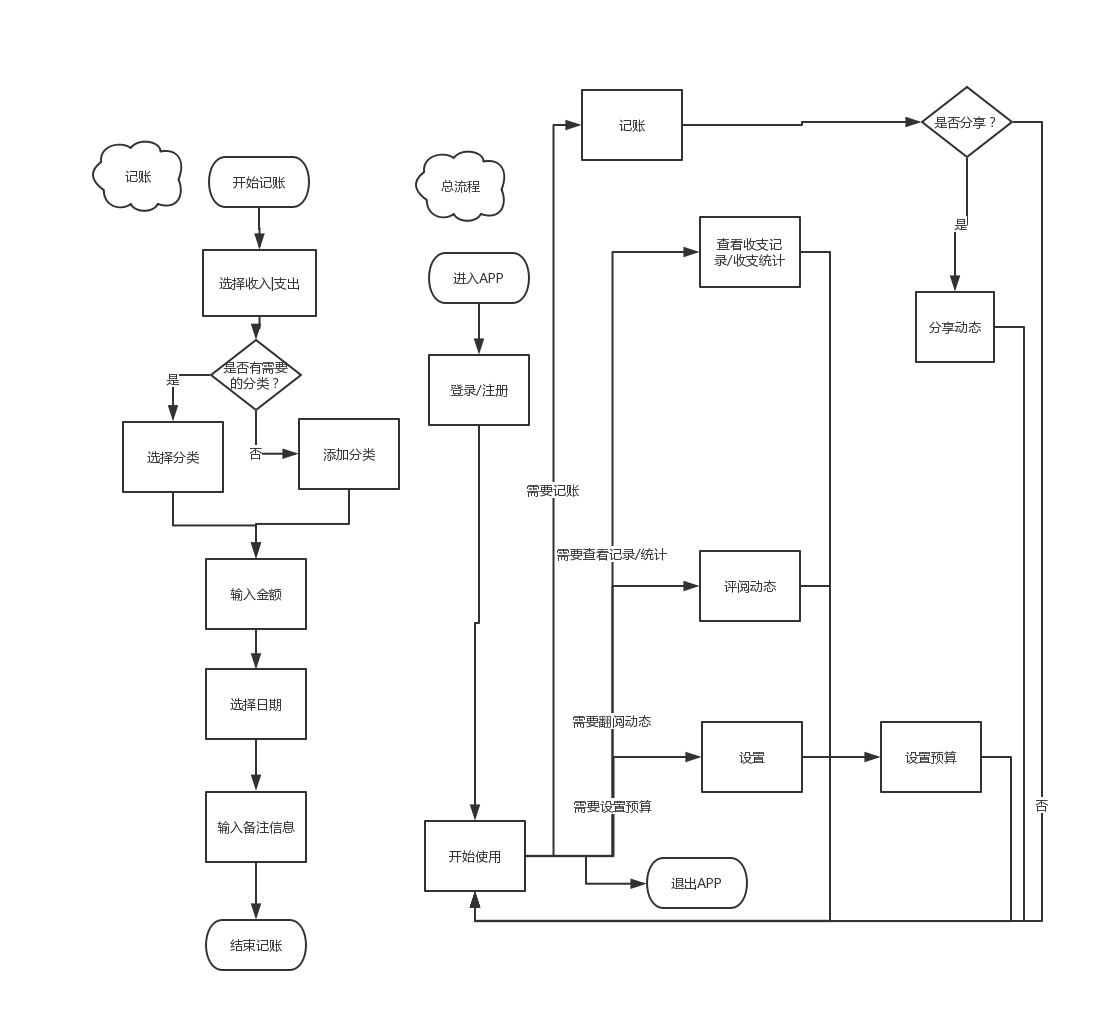 记账
开始记账
选择收入|支出
是否有需要
的分类？
是
选择分类
否
添加分类
输入金额
选择日期
输入备注信息
结束记账
总流程
进入APP
登录/注册
开始使用
需要记账
记账
是否分享？
是
分享动态
否
需要查看记录/统计
查看收支记
录/收支统计
需要翻阅动态
评阅动态
需要设置预算
设置
设置预算
退出APP